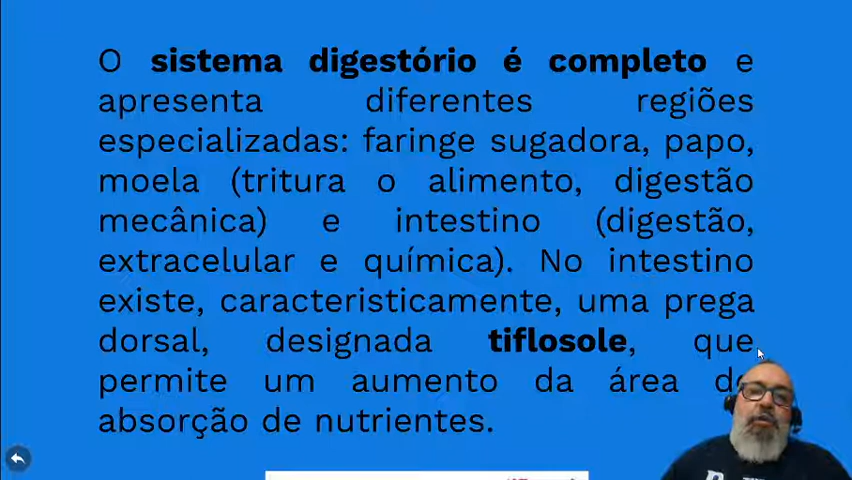 O sistema digestório é completo e
apresenta diferentes regiões
especializadas: faringe sugadora, papo,
moela (tritura o alimento, digestão
mecânica) e intestino (digestão,
extracelular e química). No intestino
existe, caracteristicamente, uma prega
dorsal, designada tiflosole, que
permite um aumento da área de
absorção de nutrientes.